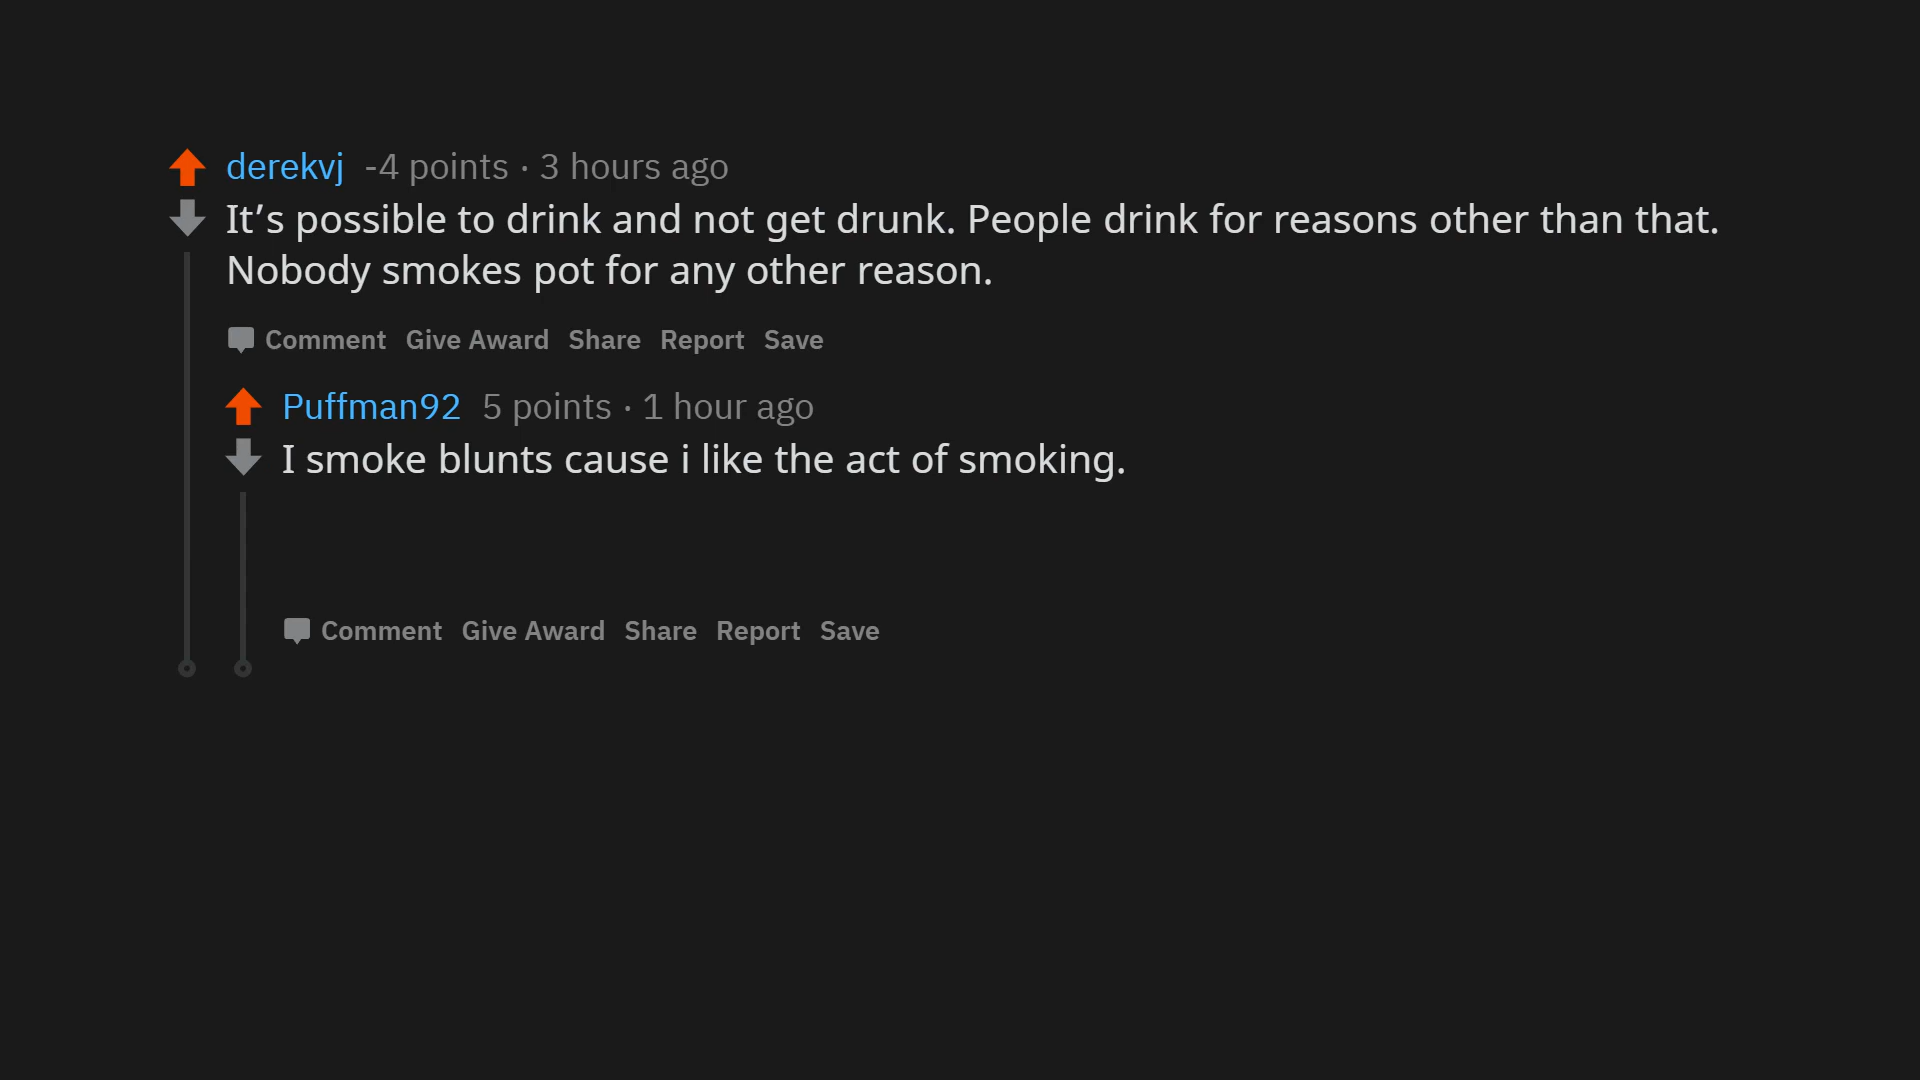 derekvj -4 points · 3 hours ago
It’s possible to drink and not get drunk. People drink for reasons other than that.
Nobody smokes pot for any other reason.
Comment Give Award Share Report Save
Puffman92 5 points · 1 hour ago
I smoke blunts cause i like the act of smoking.
Comment Give Award Share Report Save